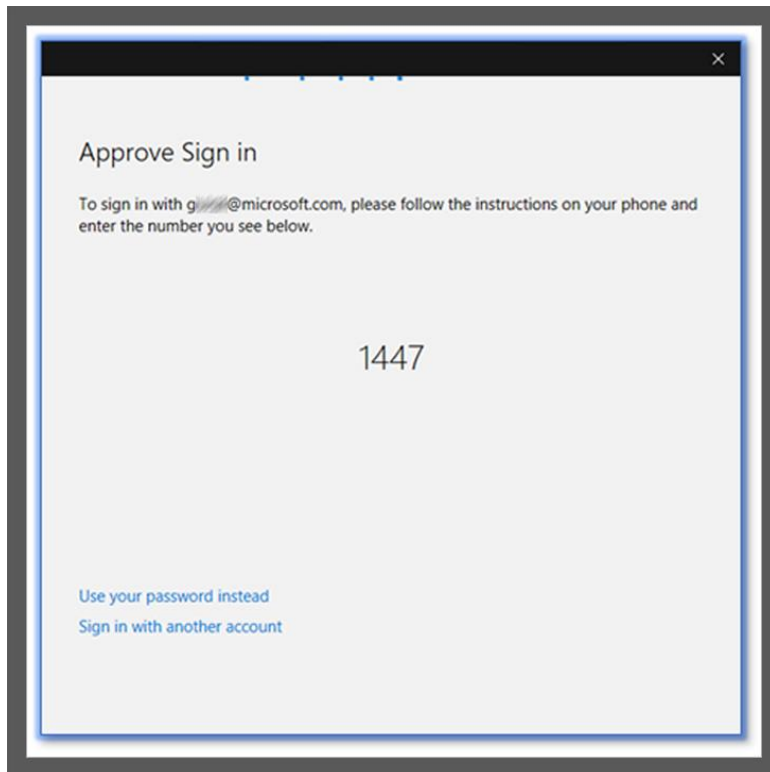 Approve Sign in
To sign in with g@microsoft.com, please follow the instructions on your phone and
enter the number you see below.
1447
Use your password instead
Sign in with another account